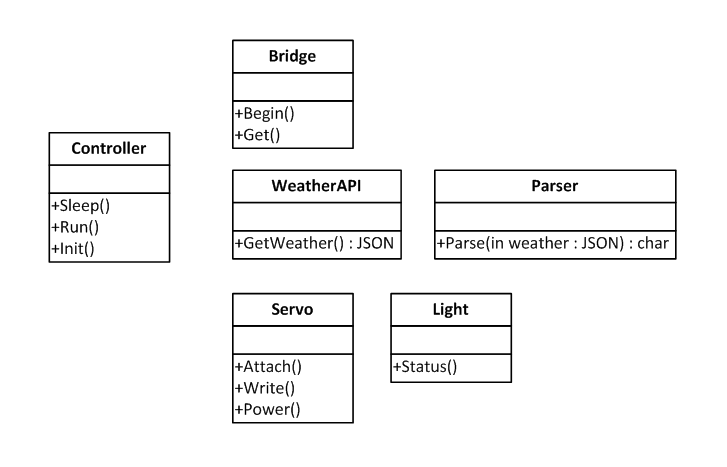 Bridge
+Begin()
+Get()
Controller
+Sleep()
+Run()
+Init()
WeatherAPI
+GetWeather() : JSON
Parser
+Parse(in weather : JSON) : char
Servo
+Attach()
+Write()
+Power()
Light
+Status()